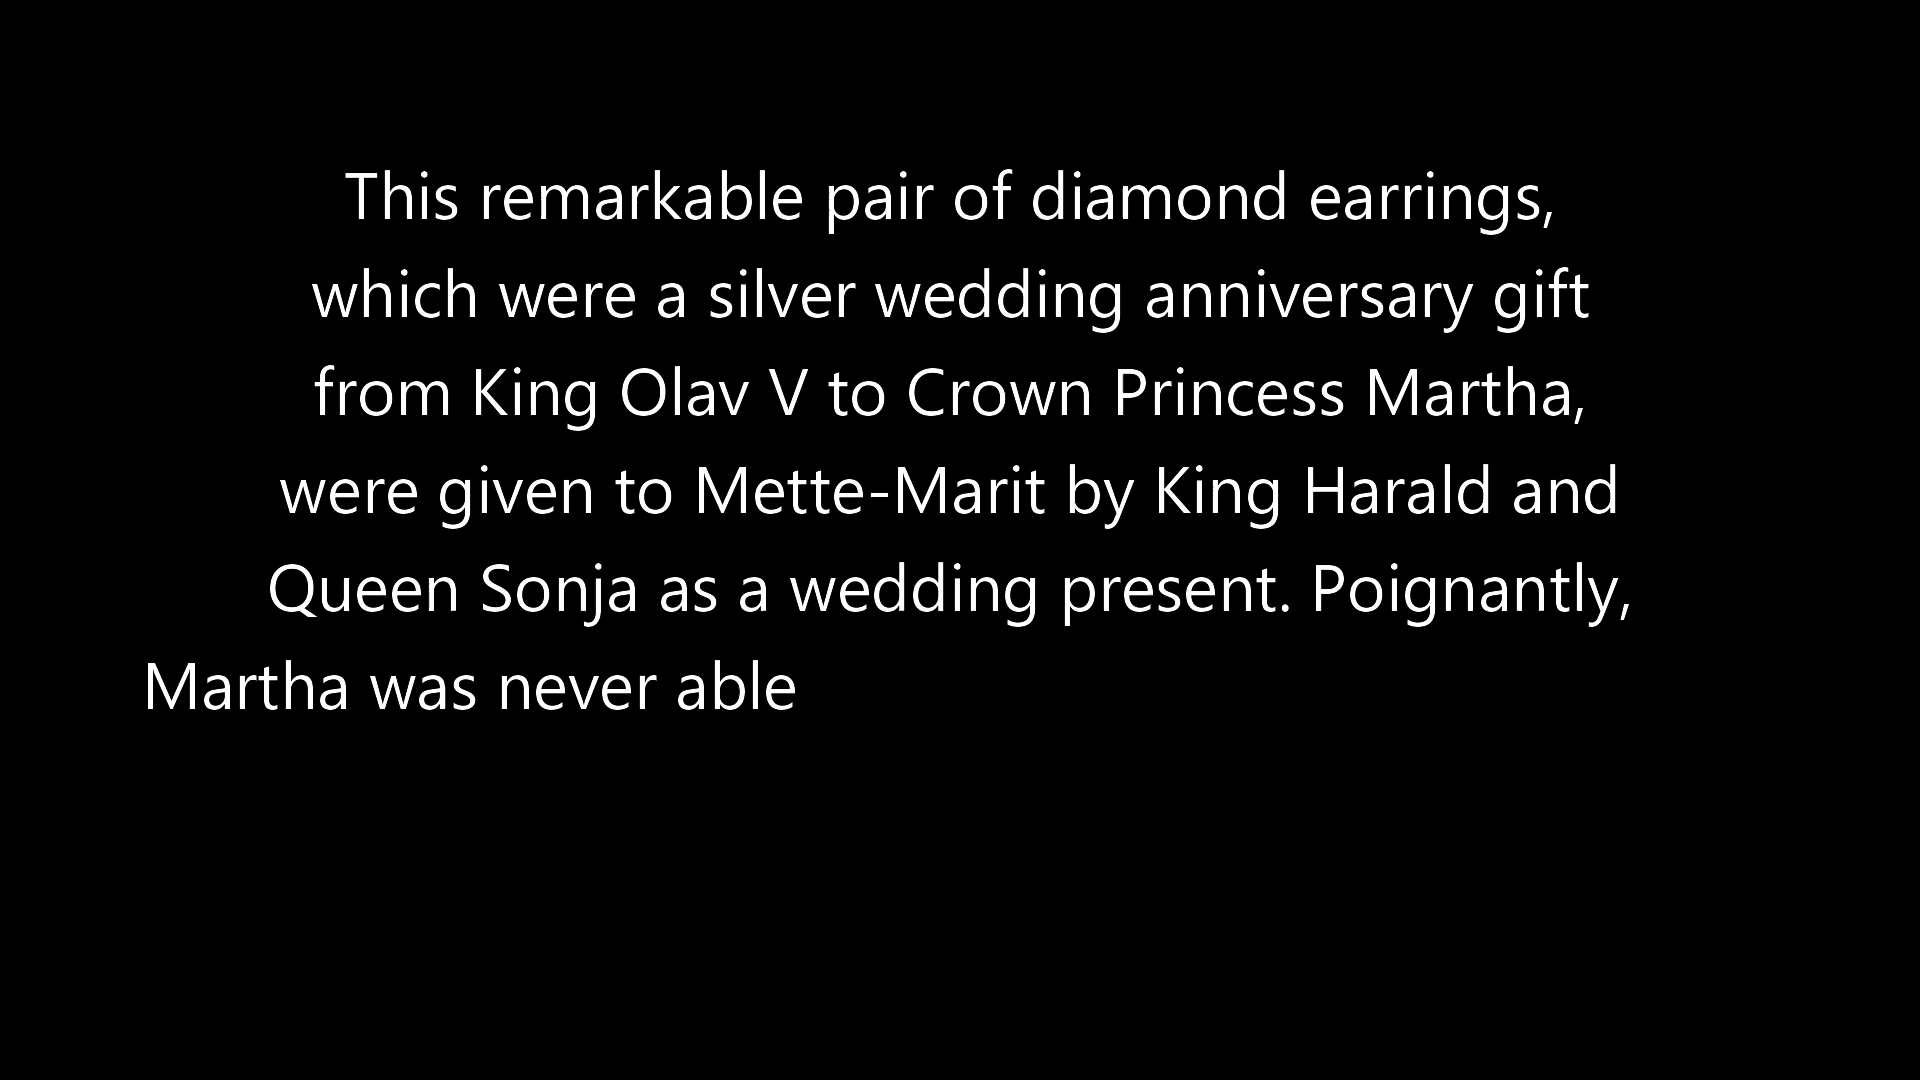 This remarkable pair of diamond earrings,
which were a silver wedding anniversary gift
from King Olav V to Crown Princess Martha,
were given to Mette-Marit by King Harald and
Queen Sonja as a wedding present. Poignantly,
Martha was never able